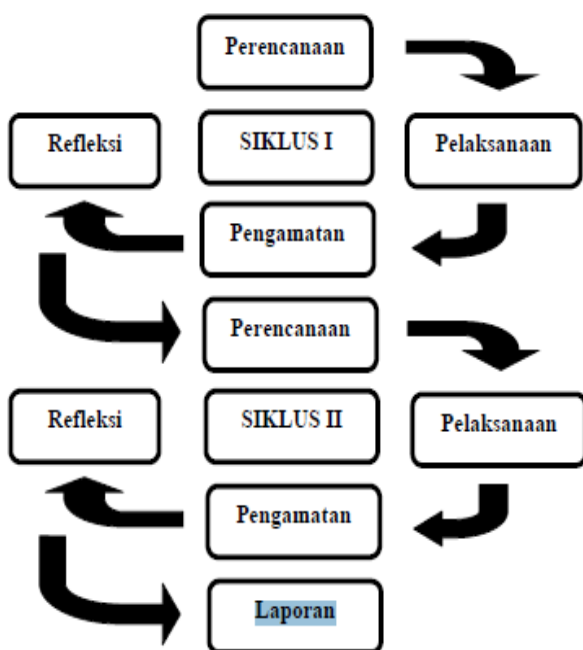 Perencanaan
Refleksi
SIKLUS I
Pelaksanaan
Pengamatan
Perencanaan
Refleksi
SIKLUS II
Pelaksanaan
Pengamatan
Laporan